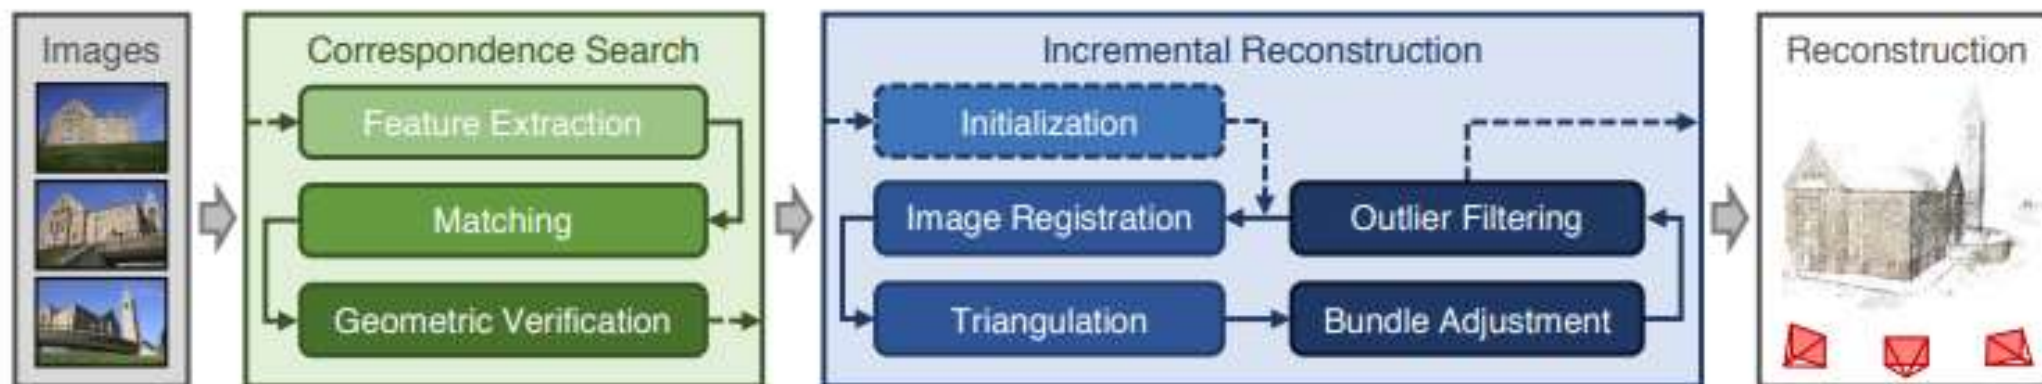 Images
Correspondence Search
Feature Extraction
Matching
Geometric Verification
Incremental Reconstruction
Initialization
Image Registration
Triangulation
Outlier Filtering
Bundle Adjustment
Reconstruction